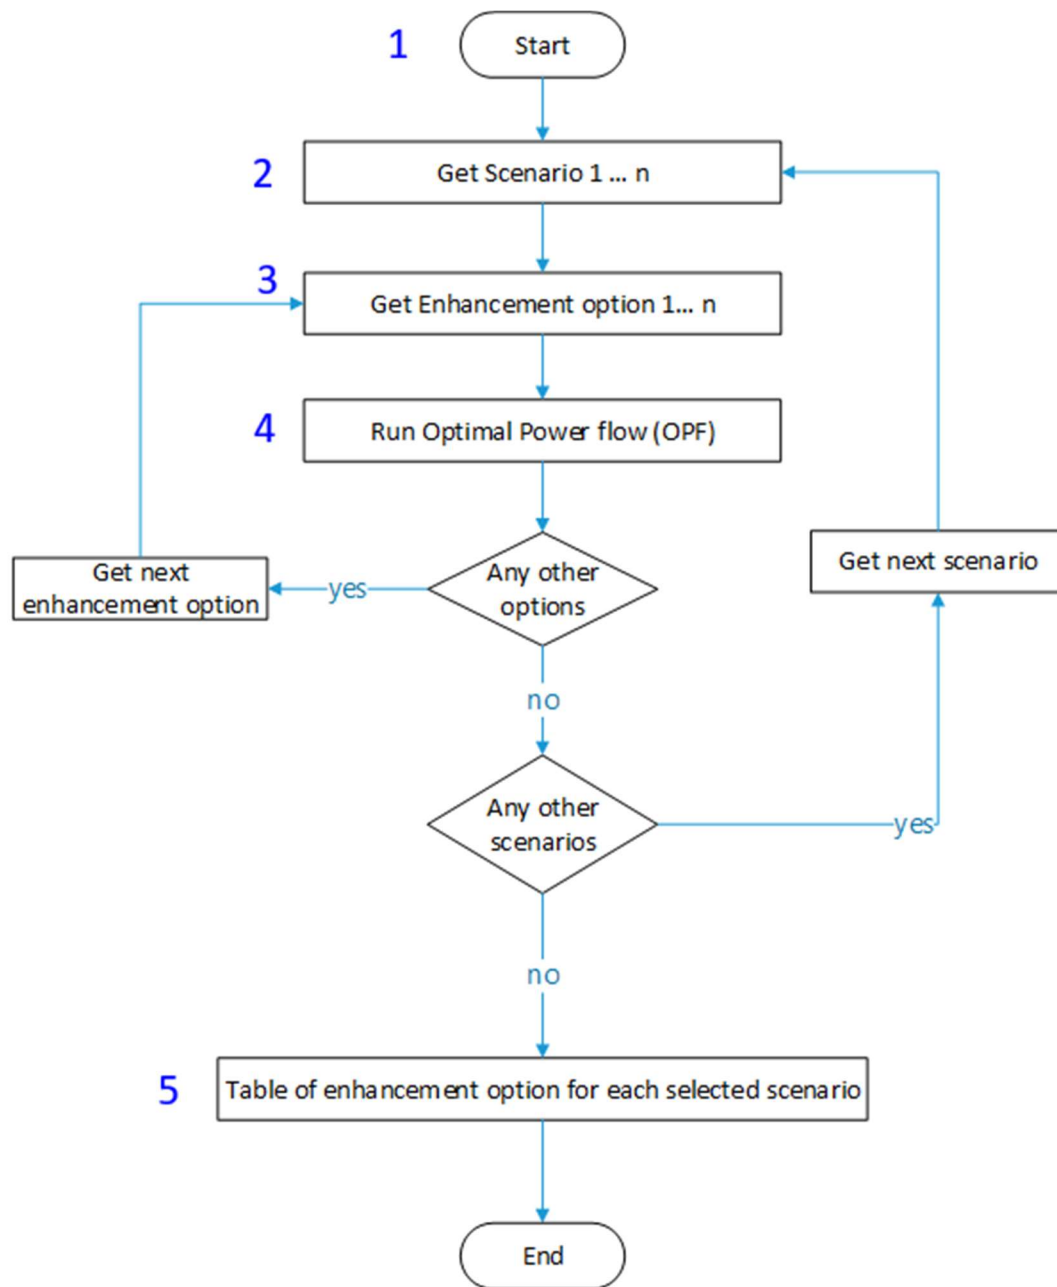 1
Start
2
Get Scenario 1 ... n
3
Get Enhancement option 1... n
4
Run Optimal Power flow (OPF)
Any other
options
yes
Get next
enhancement option
Get next scenario
no
Any other
scenarios
yes
no
5
Table of enhancement option for each selected scenario
End